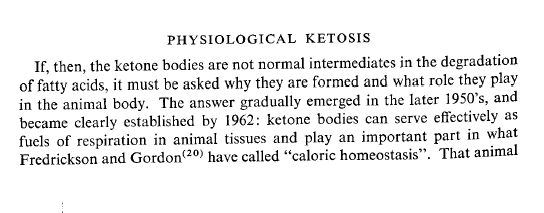 PHYSIOLOGICAL KETOSIS
If, then, the ketone bodies are not normal intermediates in the degradation
of fatty acids, it must be asked why they are formed and what role they play
in the animal body. The answer gradually emerged in the later 1950's, and
became clearly established by 1962: ketone bodies can serve effectively as
fuels of respiration in animal tissues and play an important part in what
Fredrickson and Gordon(20) have called "caloric homeostasis". That animal